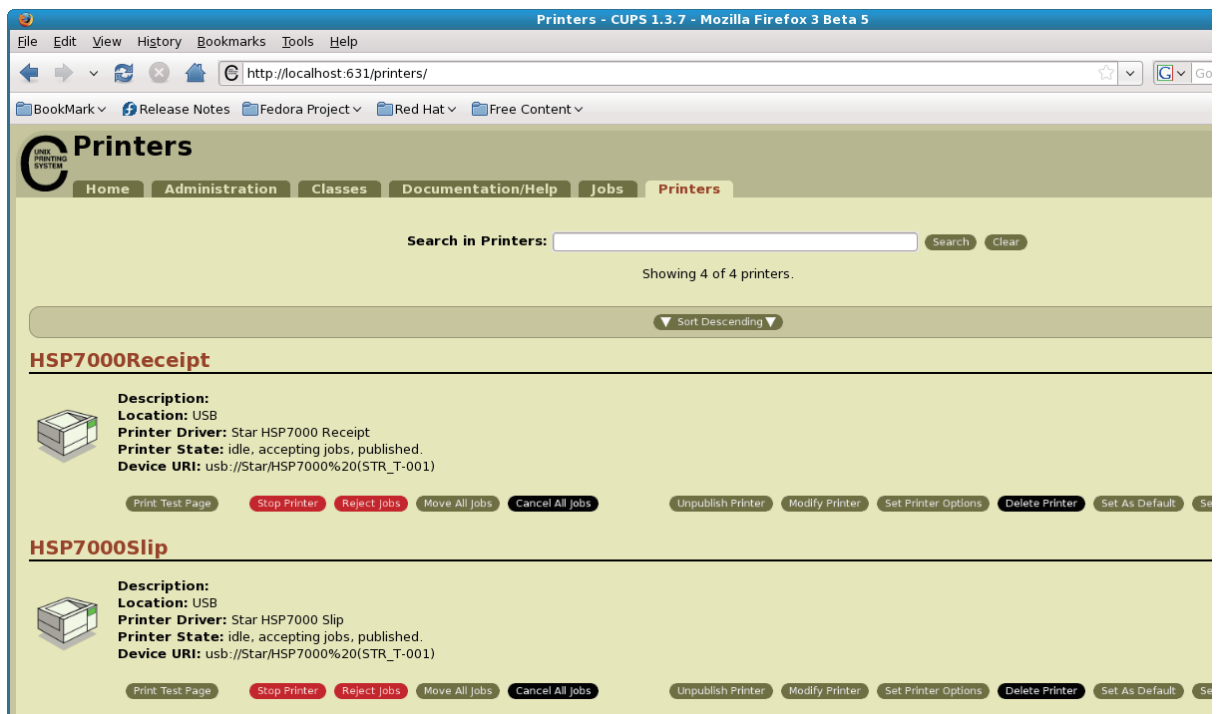 Printers - CUPS 1.3.7 - Mozilla Firefox 3 Beta 5
File Edit View History Bookmarks Tools Help
http://localhost:631/printers/ G Go
BookMark Release Notes Fedora Project Red Hat Free Content
UNIX PRINTING SYSTEM
Printers
Home Administration Classes Documentation/Help Jobs Printers
Search in Printers: Search Clear
Showing 4 of 4 printers.
▼ Sort Descending ▼
HSP7000Receipt
Description:
Location: USB
Printer Driver: Star HSP7000 Receipt
Printer State: idle, accepting jobs, published.
Device URI: usb://Star/HSP7000%20(STR_T-001)
Print Test Page Stop Printer Reject Jobs Move All Jobs Cancel All Jobs Unpublish Printer Modify Printer Set Printer Options Delete Printer Set As Default Se
HSP7000Slip
Description:
Location: USB
Printer Driver: Star HSP7000 Slip
Printer State: idle, accepting jobs, published.
Device URI: usb://Star/HSP7000%20(STR_T-001)
Print Test Page Stop Printer Reject Jobs Move All Jobs Cancel All Jobs Unpublish Printer Modify Printer Set Printer Options Delete Printer Set As Default Se